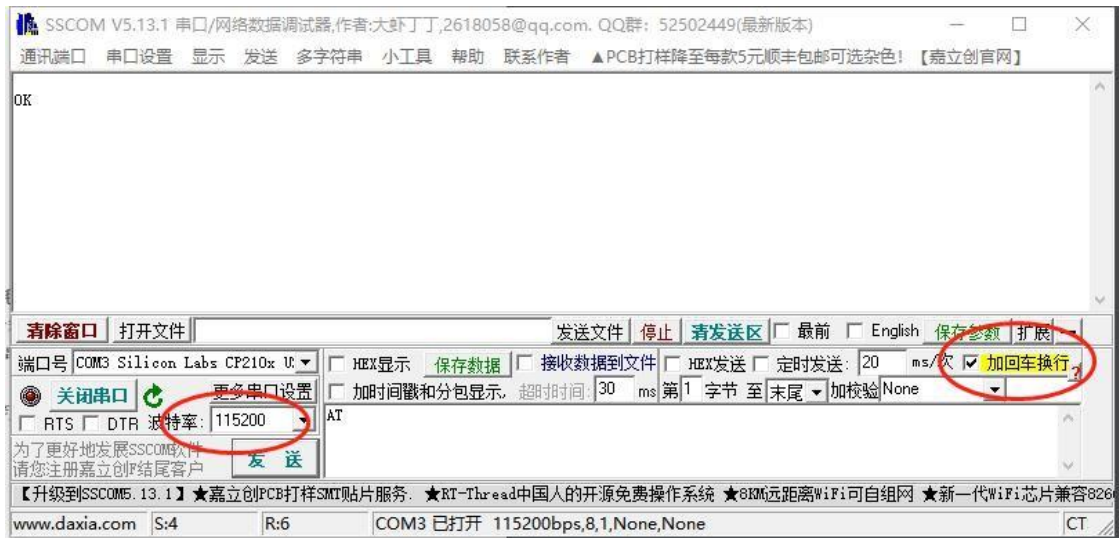 SSCOM V5.13.1 串口/网络数据调试器,作者:大虾丁丁,2618058@qq.com. QQ群: 52502449(最新版本)
通讯端口 串口设置 显示 发送 多字符串 小工具 帮助 联系作者 ▲PCB打样降至每款5元顺丰包邮可选杂色!【嘉立创官网】
OK
清除窗口 打开文件 发送文件 停止 清发送区 最前 English 保存参数 扩展 —
端口号 COM3 Silicon Labs CP210x U HEX显示 保存数据 接收数据到文件 HEX发送 定时发送: 20 ms/次 加回车换行
关闭串口 更多串口设置 加时间戳和分包显示, 超时时间: 30 ms 第1 字节 至 末尾 加校验 None
RTS DTR 波特率: 115200 AT
为了更好地发展SSCOM软件
请您注册嘉立创F结尾客户 发 送
【升级到SSCOM5.13.1】★嘉立创PCB打样SMT贴片服务. ★RT-Thread中国人的开源免费操作系统 ★8KM远距离WiFi可自组网 ★新一代WiFi芯片兼容826
www.daxia.com S:4 R:6 COM3 已打开 115200bps,8,1,None,None CT